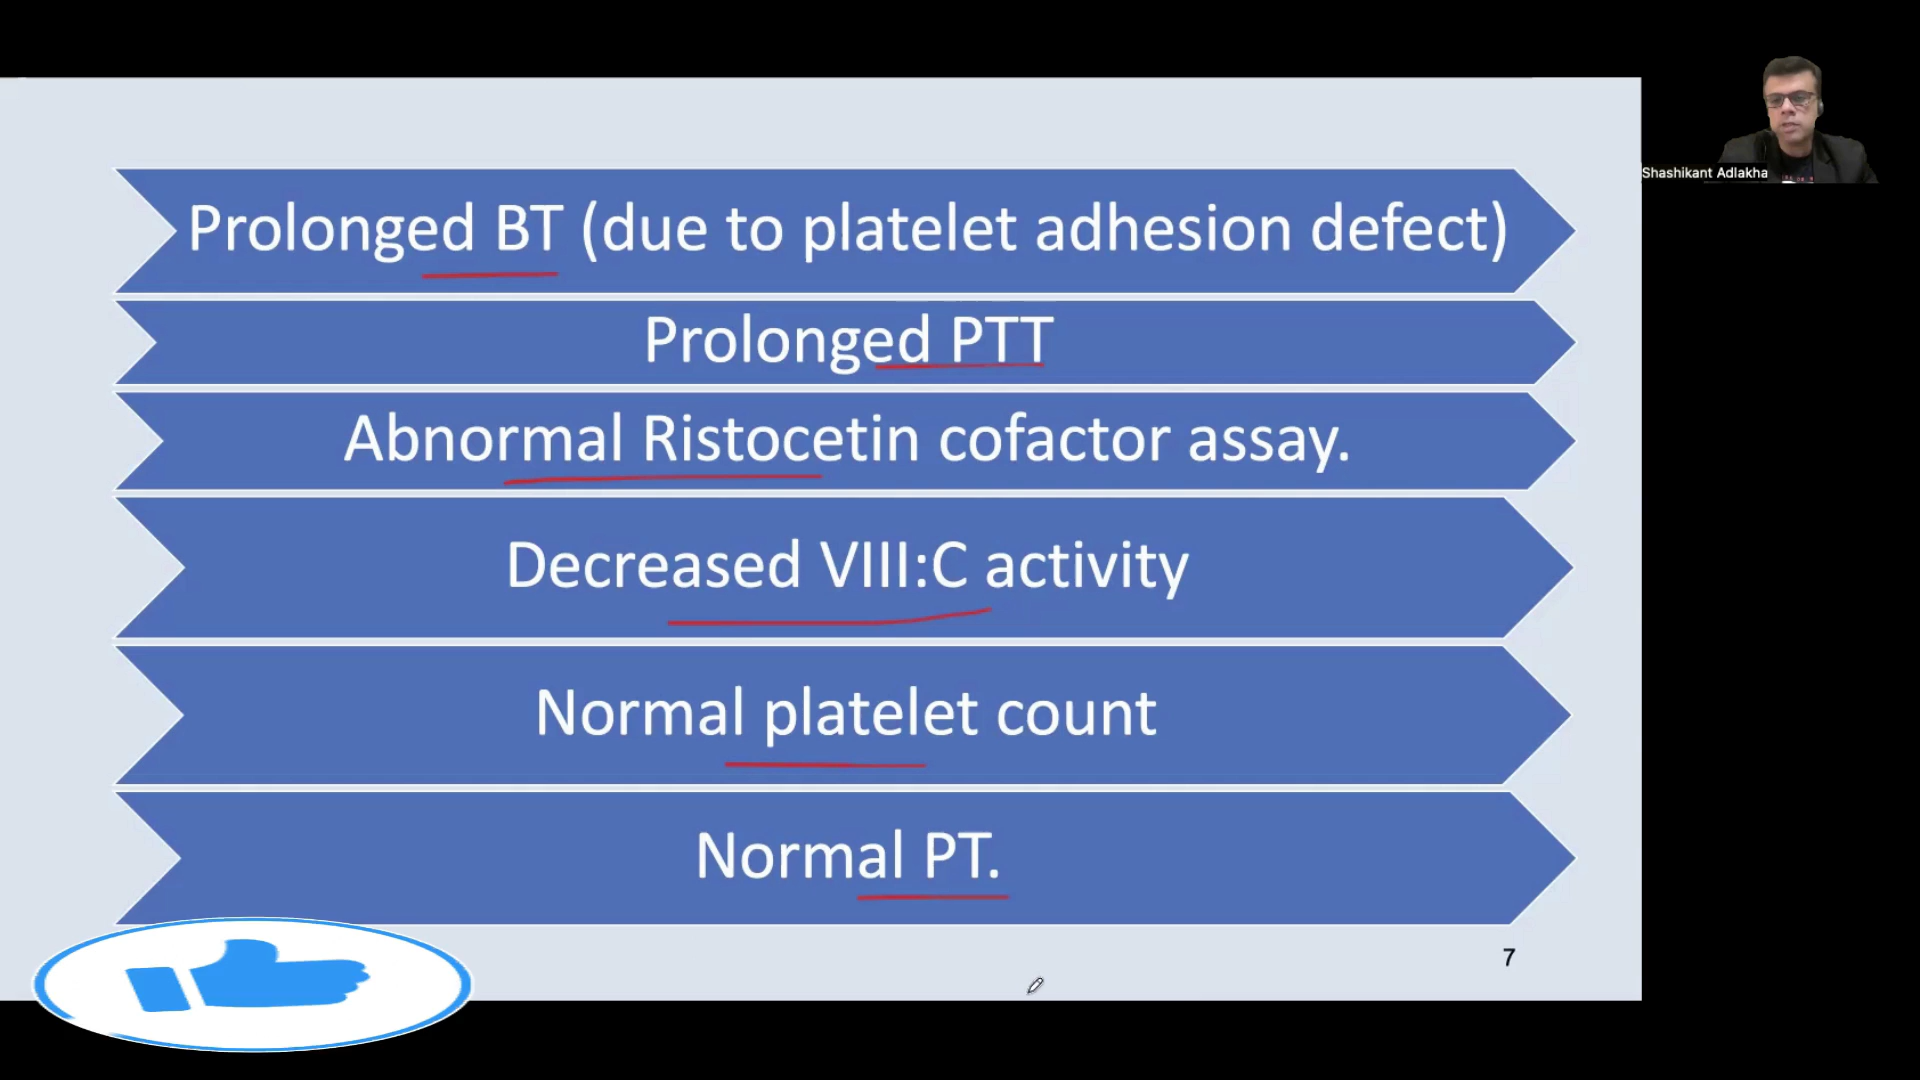 Prolonged BT (due to platelet adhesion defect)
Shashikant Adlakha
Prolonged PTT
Abnormal Ristocetin cofactor assay.
Decreased VIII:C activity
Normal platelet count
Normal PT.
7